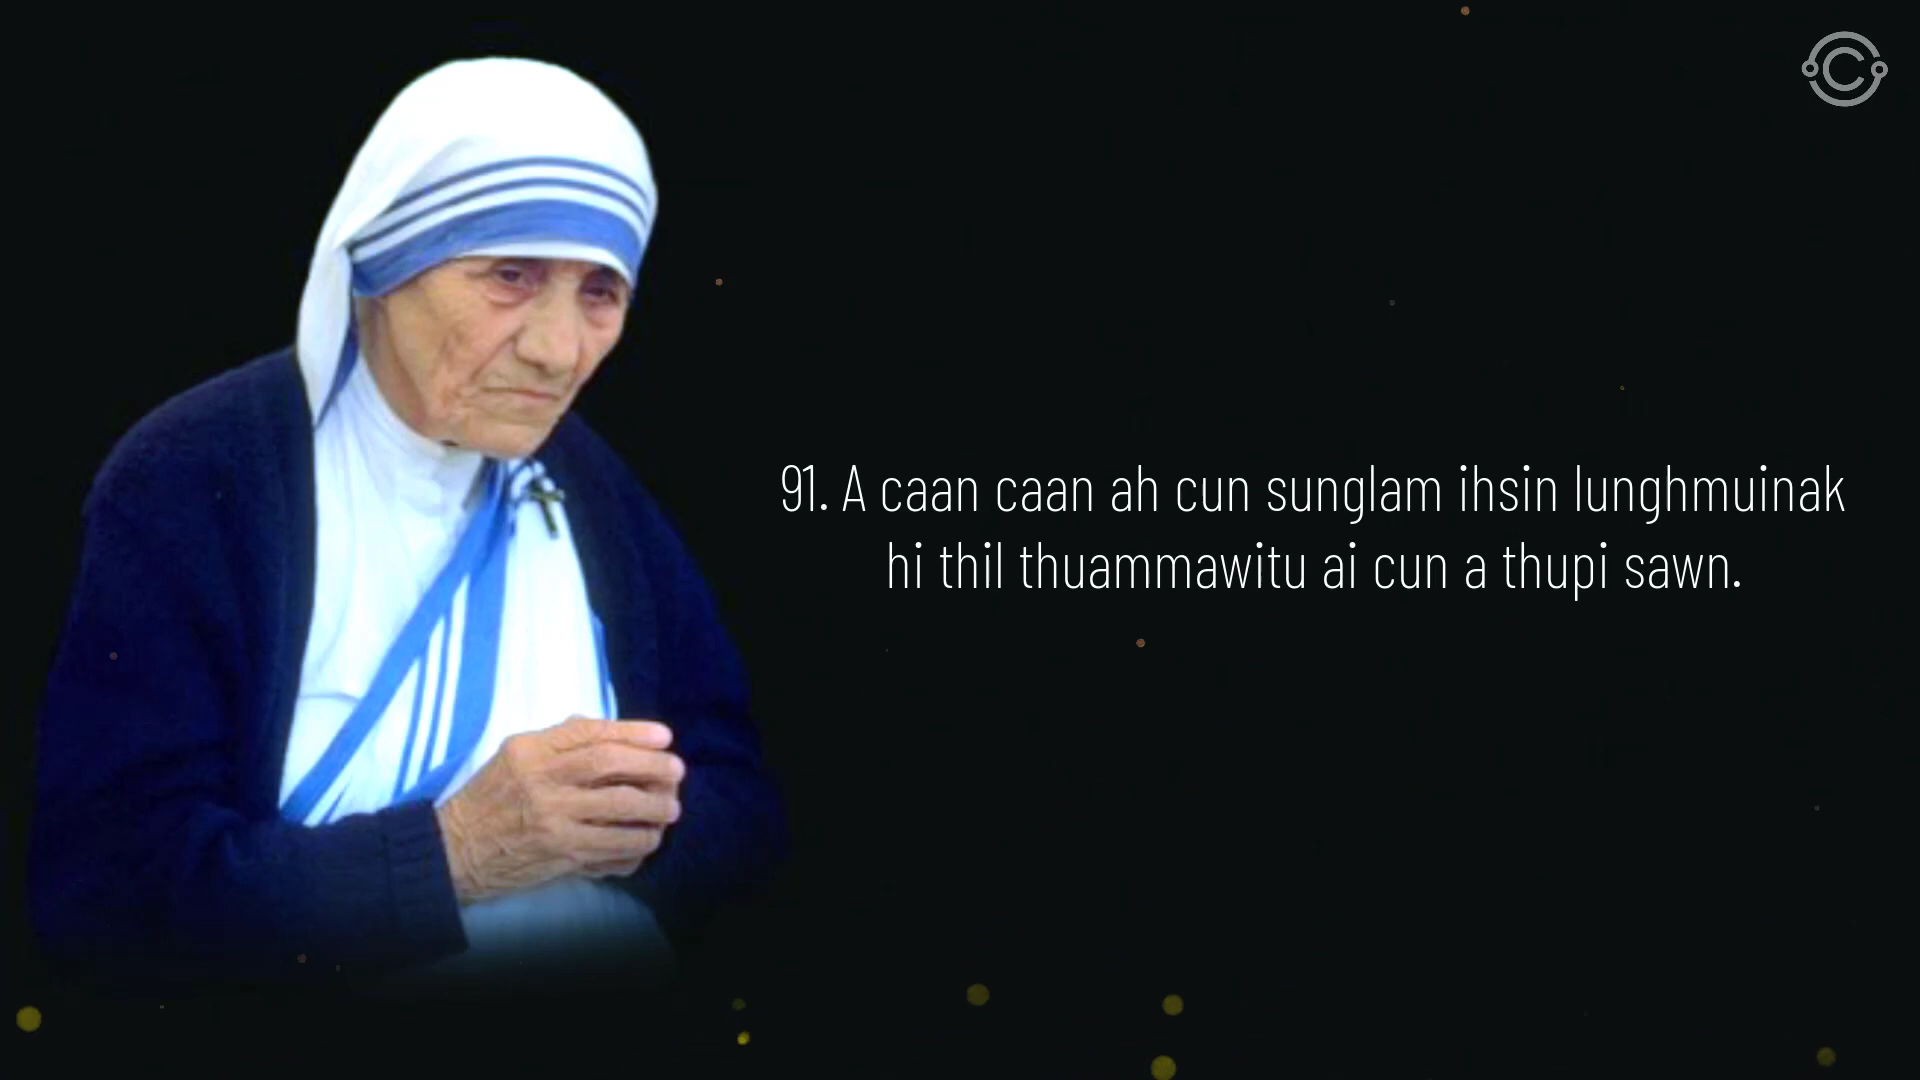 91. A caan caan ah cun sunglam ihsin lunghmuinak
hi thil thuammawitu ai cun a thupi sawn.